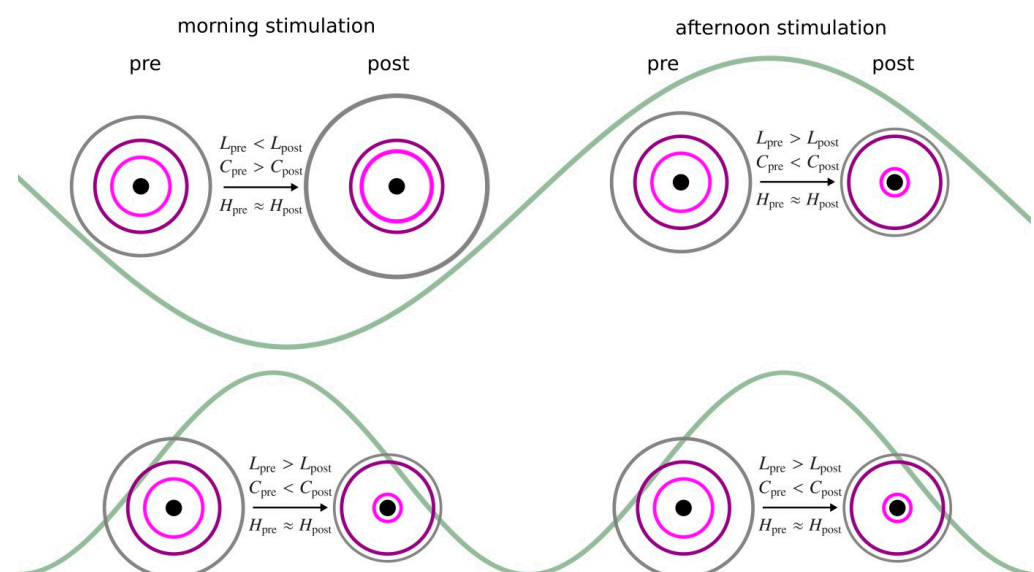 morning stimulation
afternoon stimulation
pre
post
pre
post
L_pre < L_post
C_pre > C_post
H_pre ≈ H_post
L_pre > L_post
C_pre < C_post
H_pre ≈ H_post
L_pre > L_post
C_pre < C_post
H_pre ≈ H_post
L_pre > L_post
C_pre < C_post
H_pre ≈ H_post